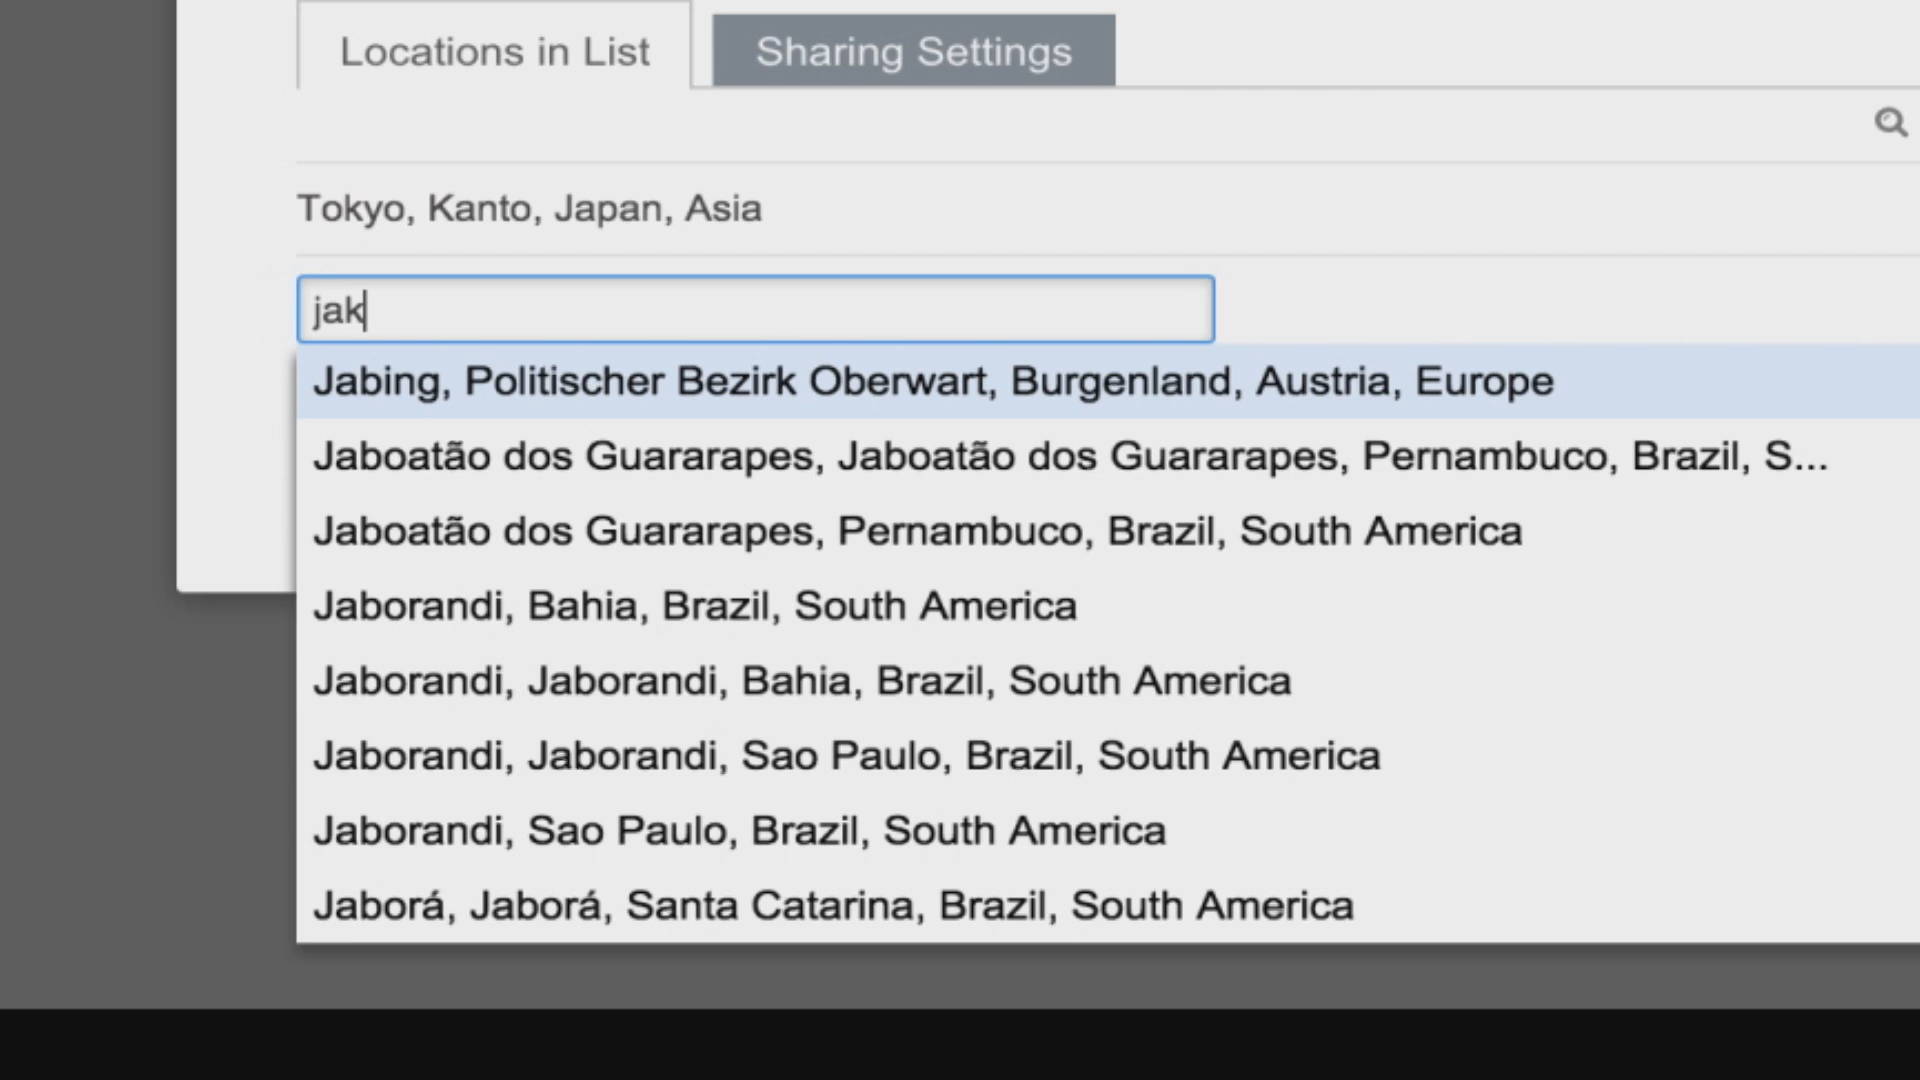 Locations in List
Sharing Settings
Tokyo, Kanto, Japan, Asia
jak
Jabing, Politischer Bezirk Oberwart, Burgenland, Austria, Europe
Jaboatão dos Guararapes, Jaboatão dos Guararapes, Pernambuco, Brazil, S...
Jaboatão dos Guararapes, Pernambuco, Brazil, South America
Jaborandi, Bahia, Brazil, South America
Jaborandi, Jaborandi, Bahia, Brazil, South America
Jaborandi, Jaborandi, Sao Paulo, Brazil, South America
Jaborandi, Sao Paulo, Brazil, South America
Jaborá, Jaborá, Santa Catarina, Brazil, South America